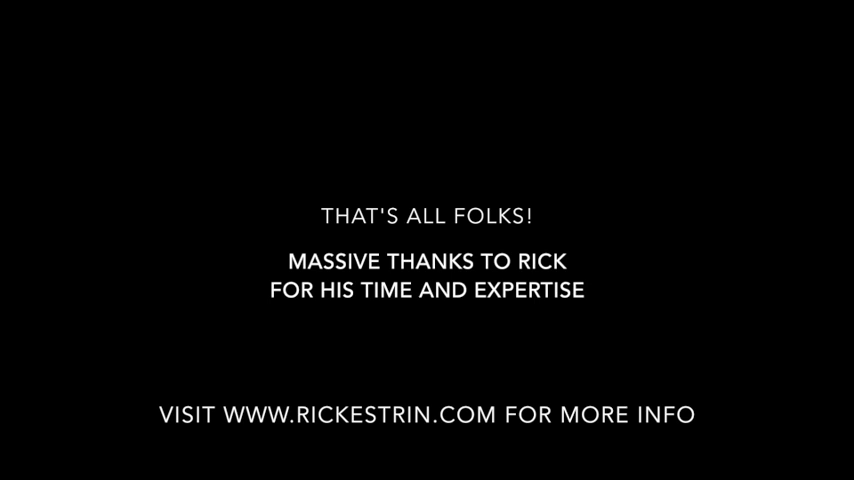 THAT'S ALL FOLKS!
MASSIVE THANKS TO RICK
FOR HIS TIME AND EXPERTISE
VISIT WWW.RICKESTRIN.COM FOR MORE INFO